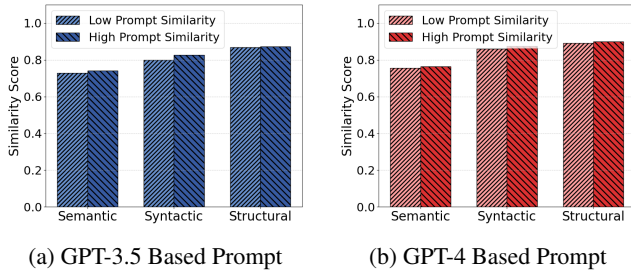 Low Prompt Similarity
High Prompt Similarity
Similarity Score
1.0
0.8
0.6
0.4
0.2
0.0
Semantic Syntactic Structural
(a) GPT-3.5 Based Prompt
Low Prompt Similarity
High Prompt Similarity
Similarity Score
1.0
0.8
0.6
0.4
0.2
0.0
Semantic Syntactic Structural
(b) GPT-4 Based Prompt